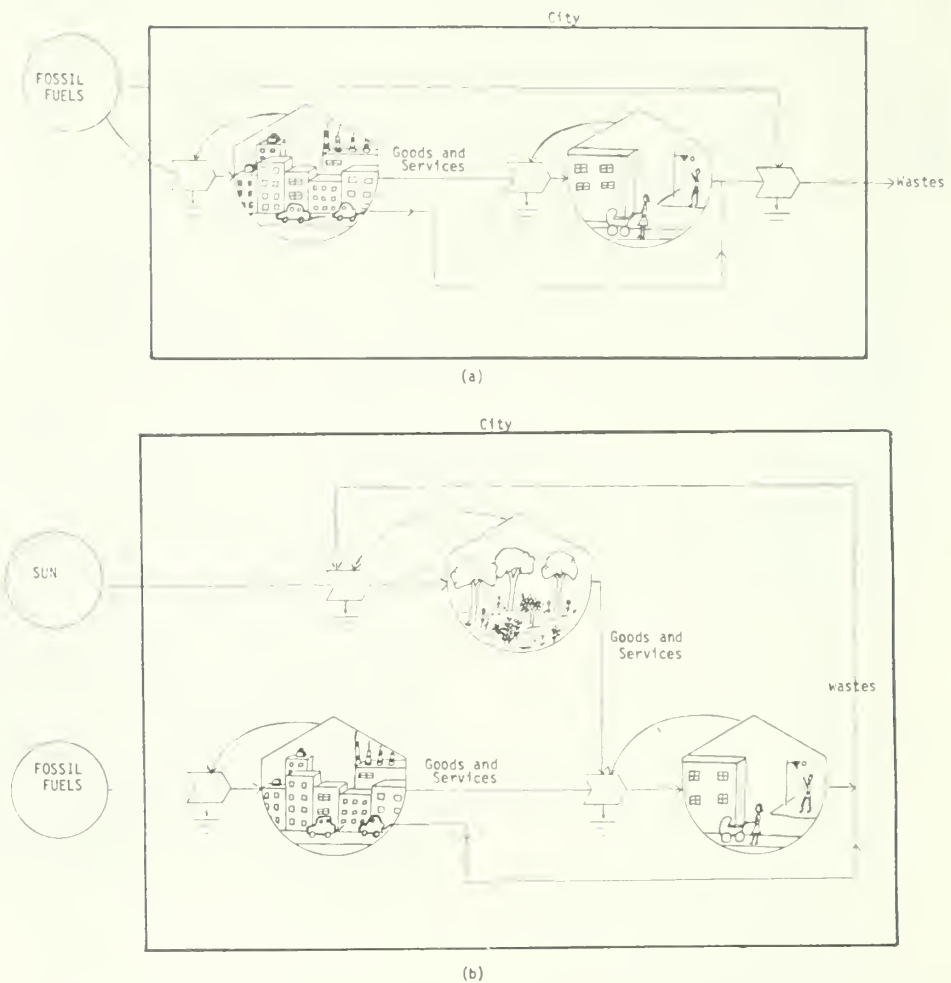 City
FOSSIL
FUELS
Goods and
Services
Wastes
(a)
City
SUN
Goods and
Services
wastes
FOSSIL
FUELS
Goods and
Services
(b)